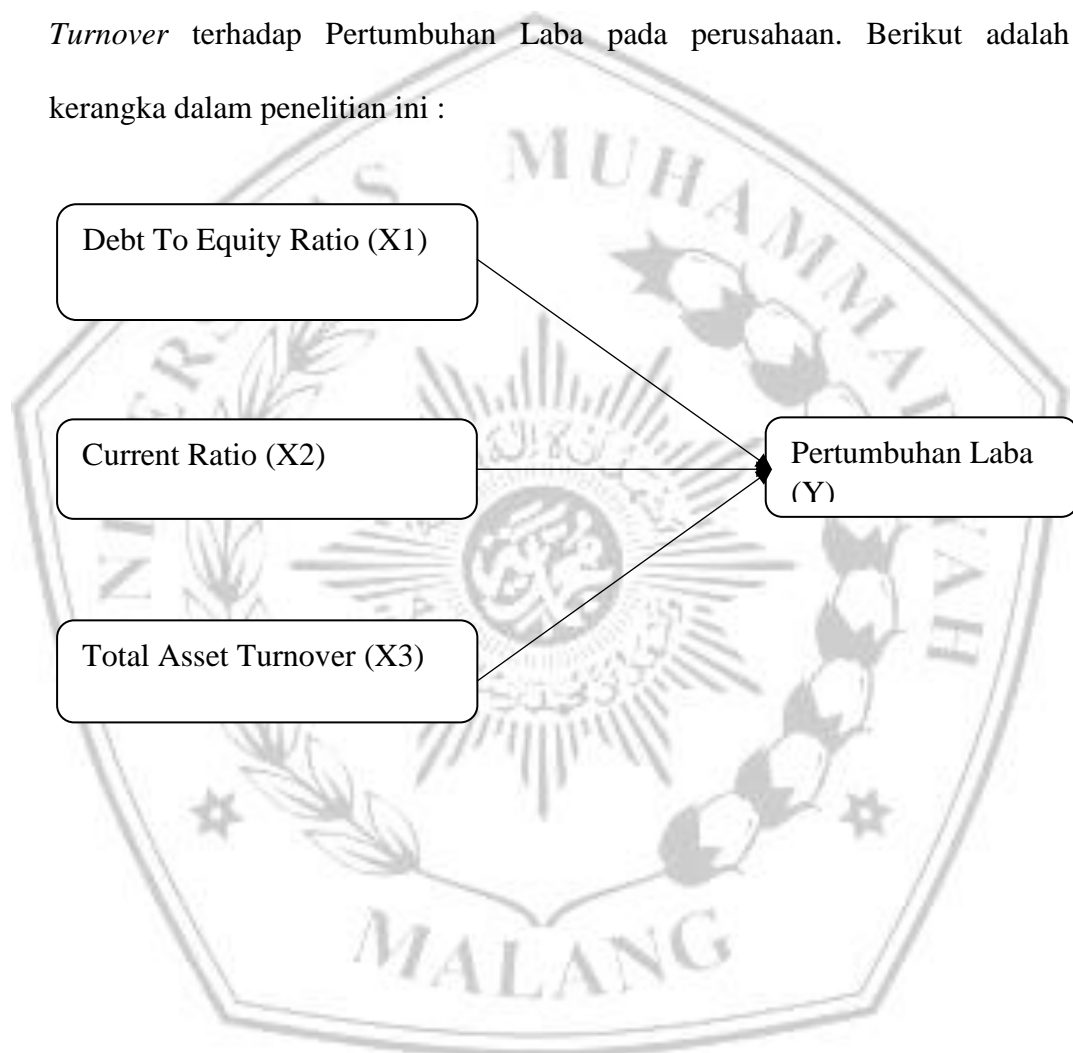 Turnover terhadap Pertumbuhan Laba pada perusahaan. Berikut adalah
kerangka dalam penelitian ini :
MUHAMMA
MALANG
Debt To Equity Ratio (X1)
Current Ratio (X2)
Pertumbuhan Laba
(Y)
Total Asset Turnover (X3)